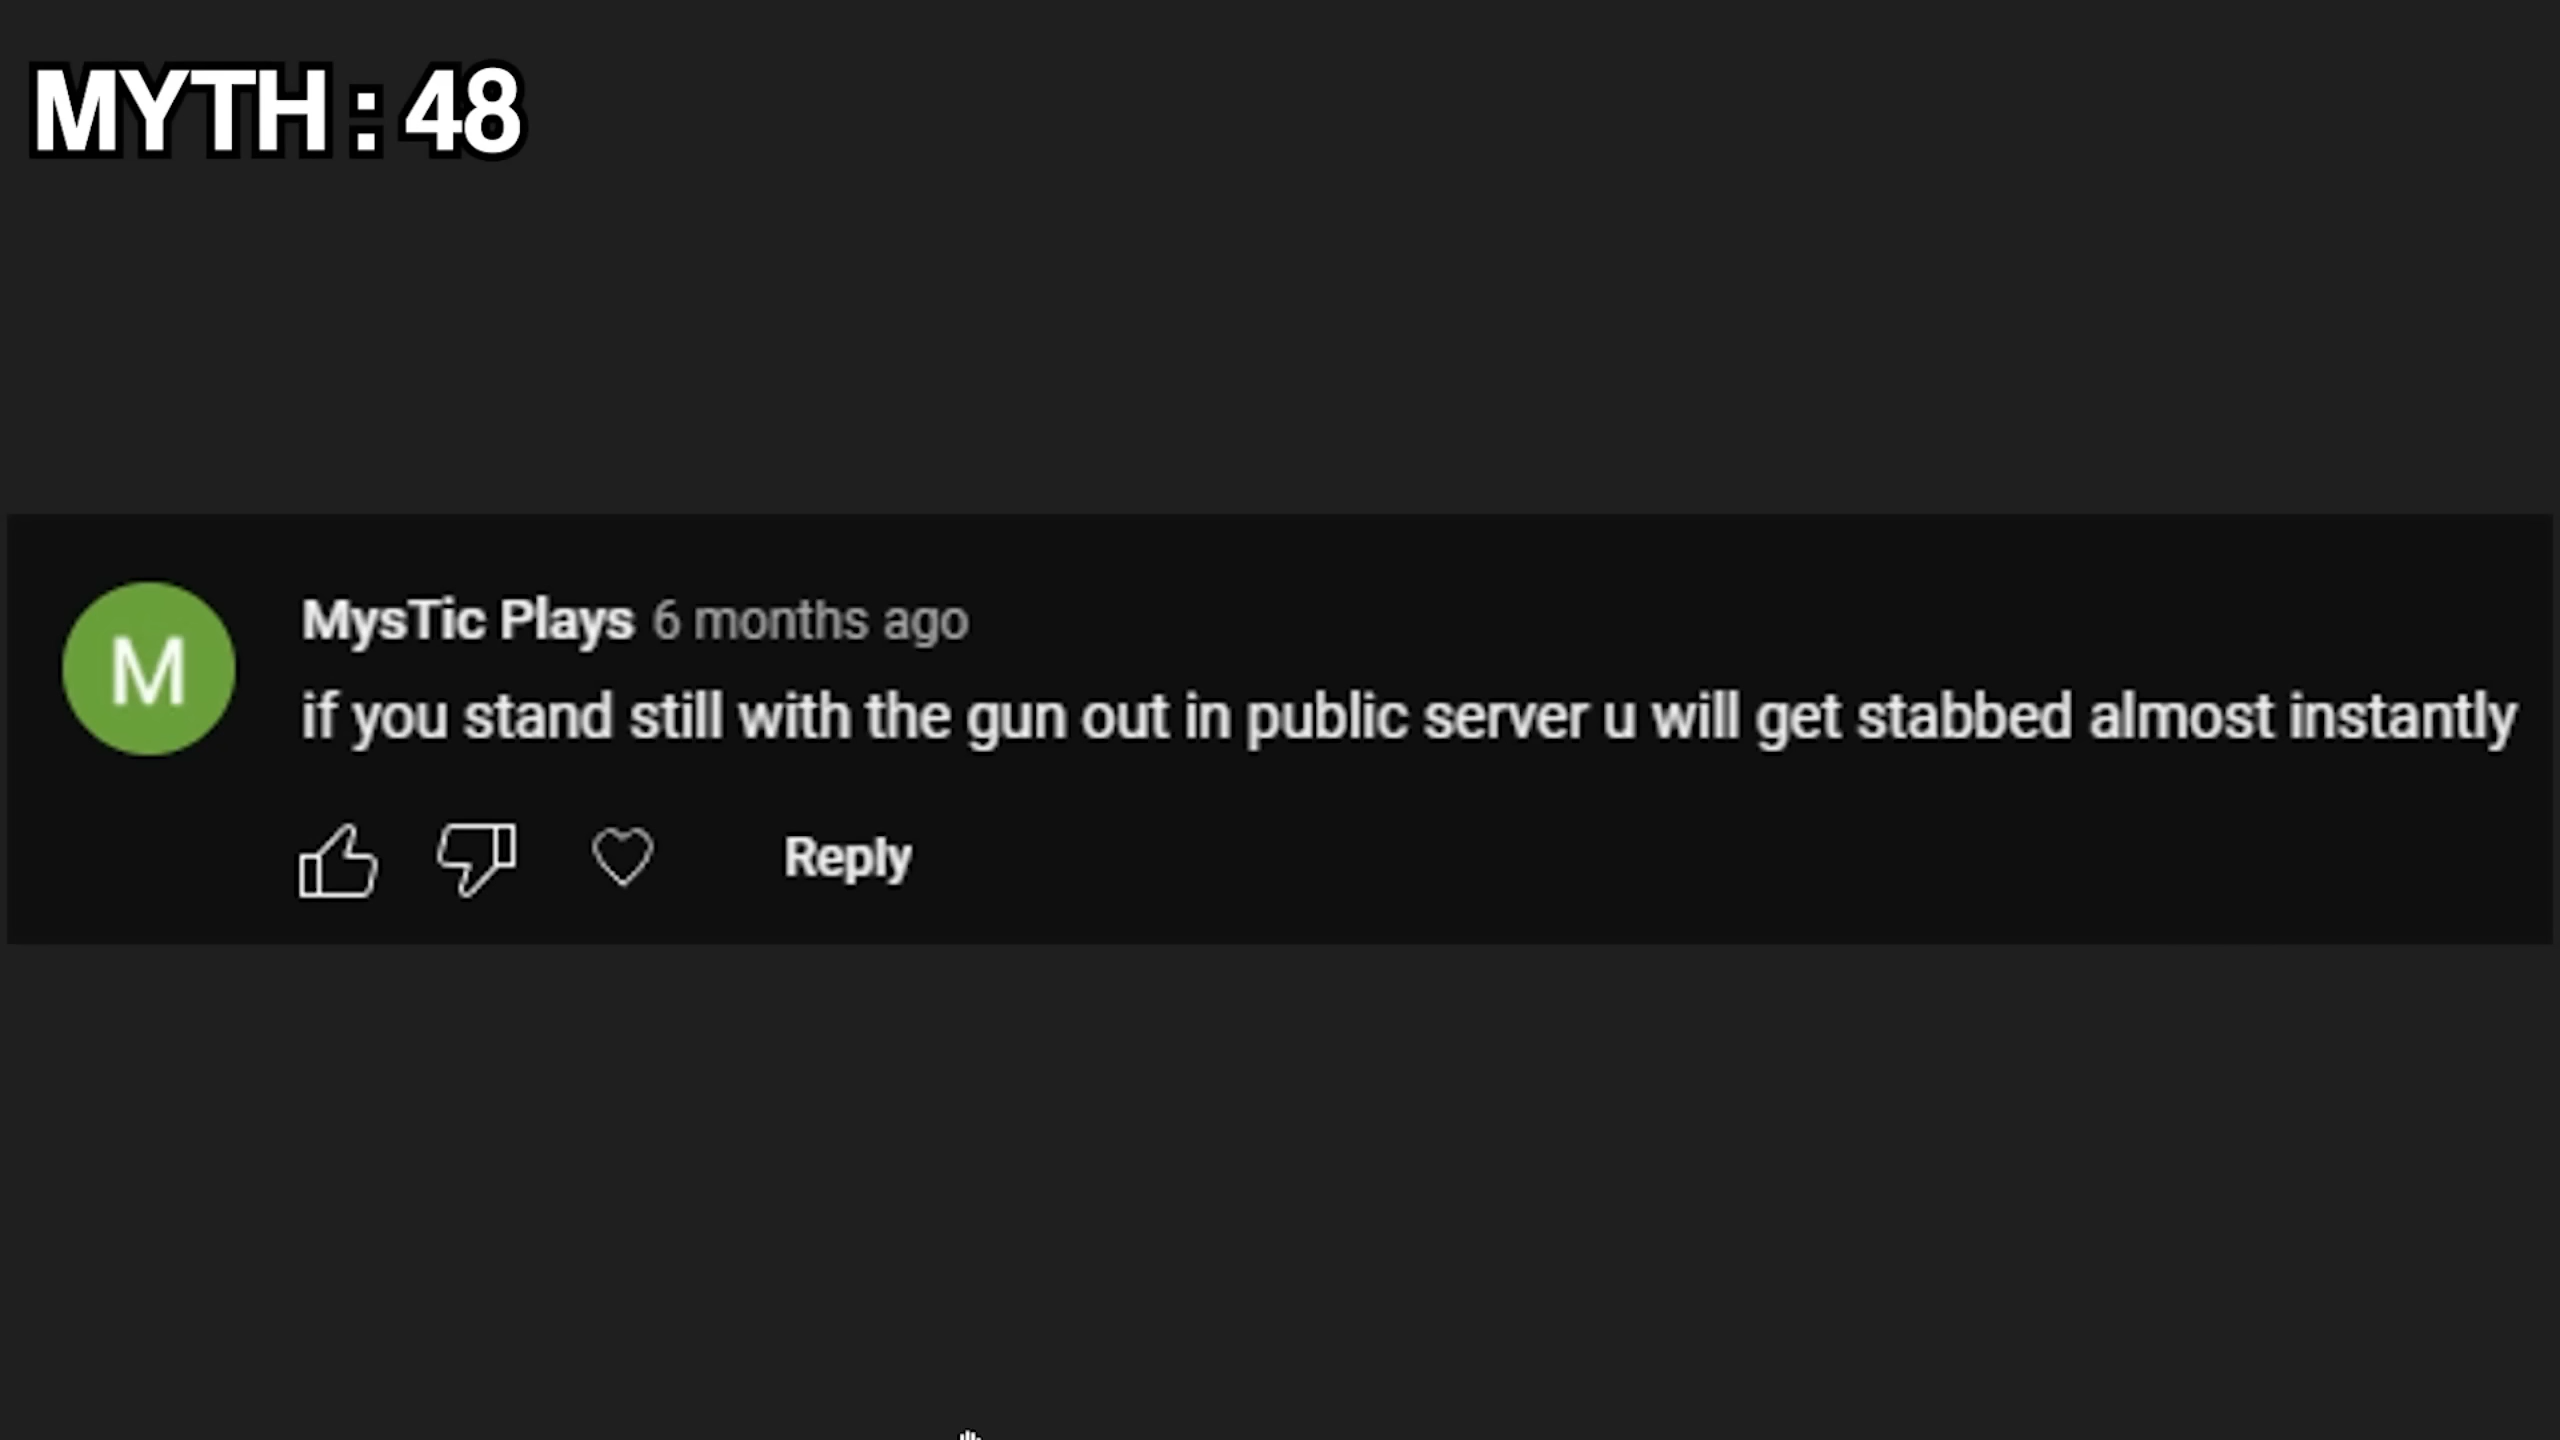 MYTH : 48
MysTic Plays 6 months ago
M
if you stand still with the gun out in public server u will get stabbed almost instantly
Reply